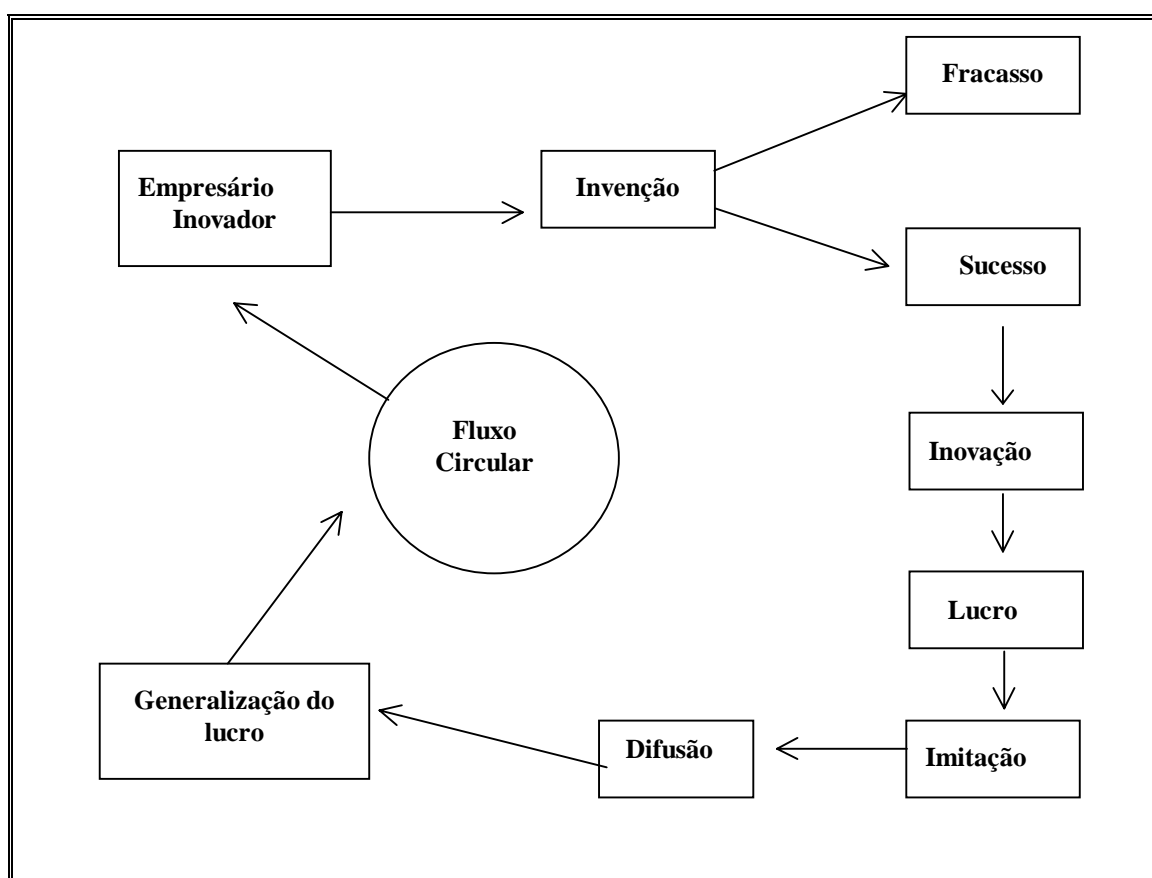 Fracasso
Empresário
Inovador
Invenção
Sucesso
Fluxo
Circular
Inovação
Lucro
Generalização do
lucro
Difusão
Imitação